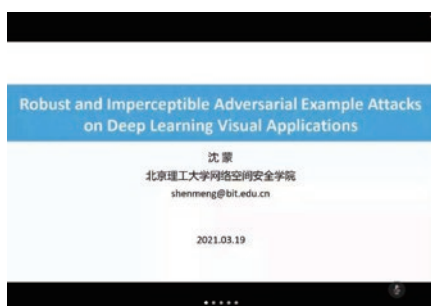 Robust and Imperceptible Adversarial Example Attacks
on Deep Learning Visual Applications
沈 蒙
北京理工大学网络空间安全学院
shenmeng@bit.edu.cn
2021.03.19